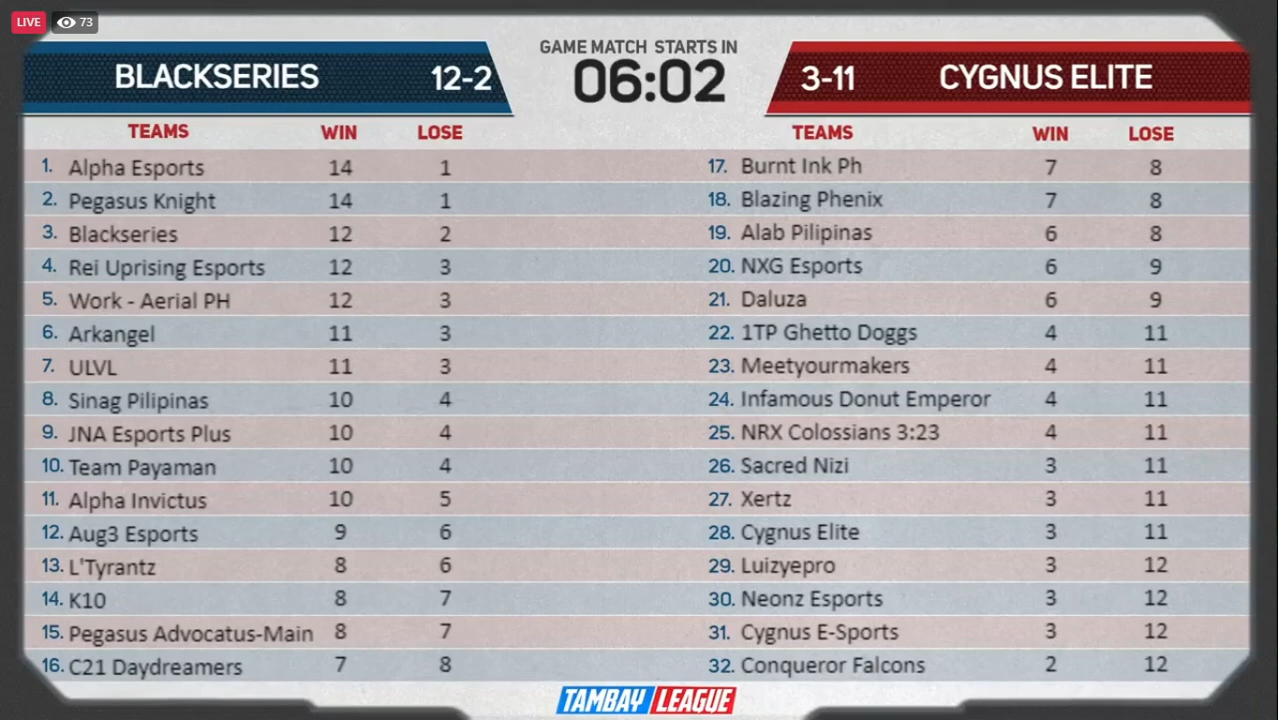 LIVE 73
GAME MATCH STARTS IN
06:02
BLACKSERIES 12-2
3-11 CYGNUS ELITE
TEAMS WIN LOSE
1. Alpha Esports 14 1
2. Pegasus Knight 14 1
3. Blackseries 12 2
4. Rei Uprising Esports 12 3
5. Work - Aerial PH 12 3
6. Arkangel 11 3
7. ULVL 11 3
8. Sinag Pilipinas 10 4
9. JNA Esports Plus 10 4
10. Team Payaman 10 4
11. Alpha Invictus 10 5
12. Aug3 Esports 9 6
13. L'Tyrantz 8 6
14. K10 8 7
15. Pegasus Advocatus-Main 8 7
16. C21 Daydreamers 7 8
TEAMS WIN LOSE
17. Burnt Ink Ph 7 8
18. Blazing Phenix 7 8
19. Alab Pilipinas 6 8
20. NXG Esports 6 9
21. Daluza 6 9
22. 1TP Ghetto Doggs 4 11
23. Meetyourmakers 4 11
24. Infamous Donut Emperor 4 11
25. NRX Colossians 3:23 4 11
26. Sacred Nizi 3 11
27. Xertz 3 11
28. Cygnus Elite 3 11
29. Luizyepro 3 12
30. Neonz Esports 3 12
31. Cygnus E-Sports 3 12
32. Conqueror Falcons 2 12
TAMBAY LEAGUE